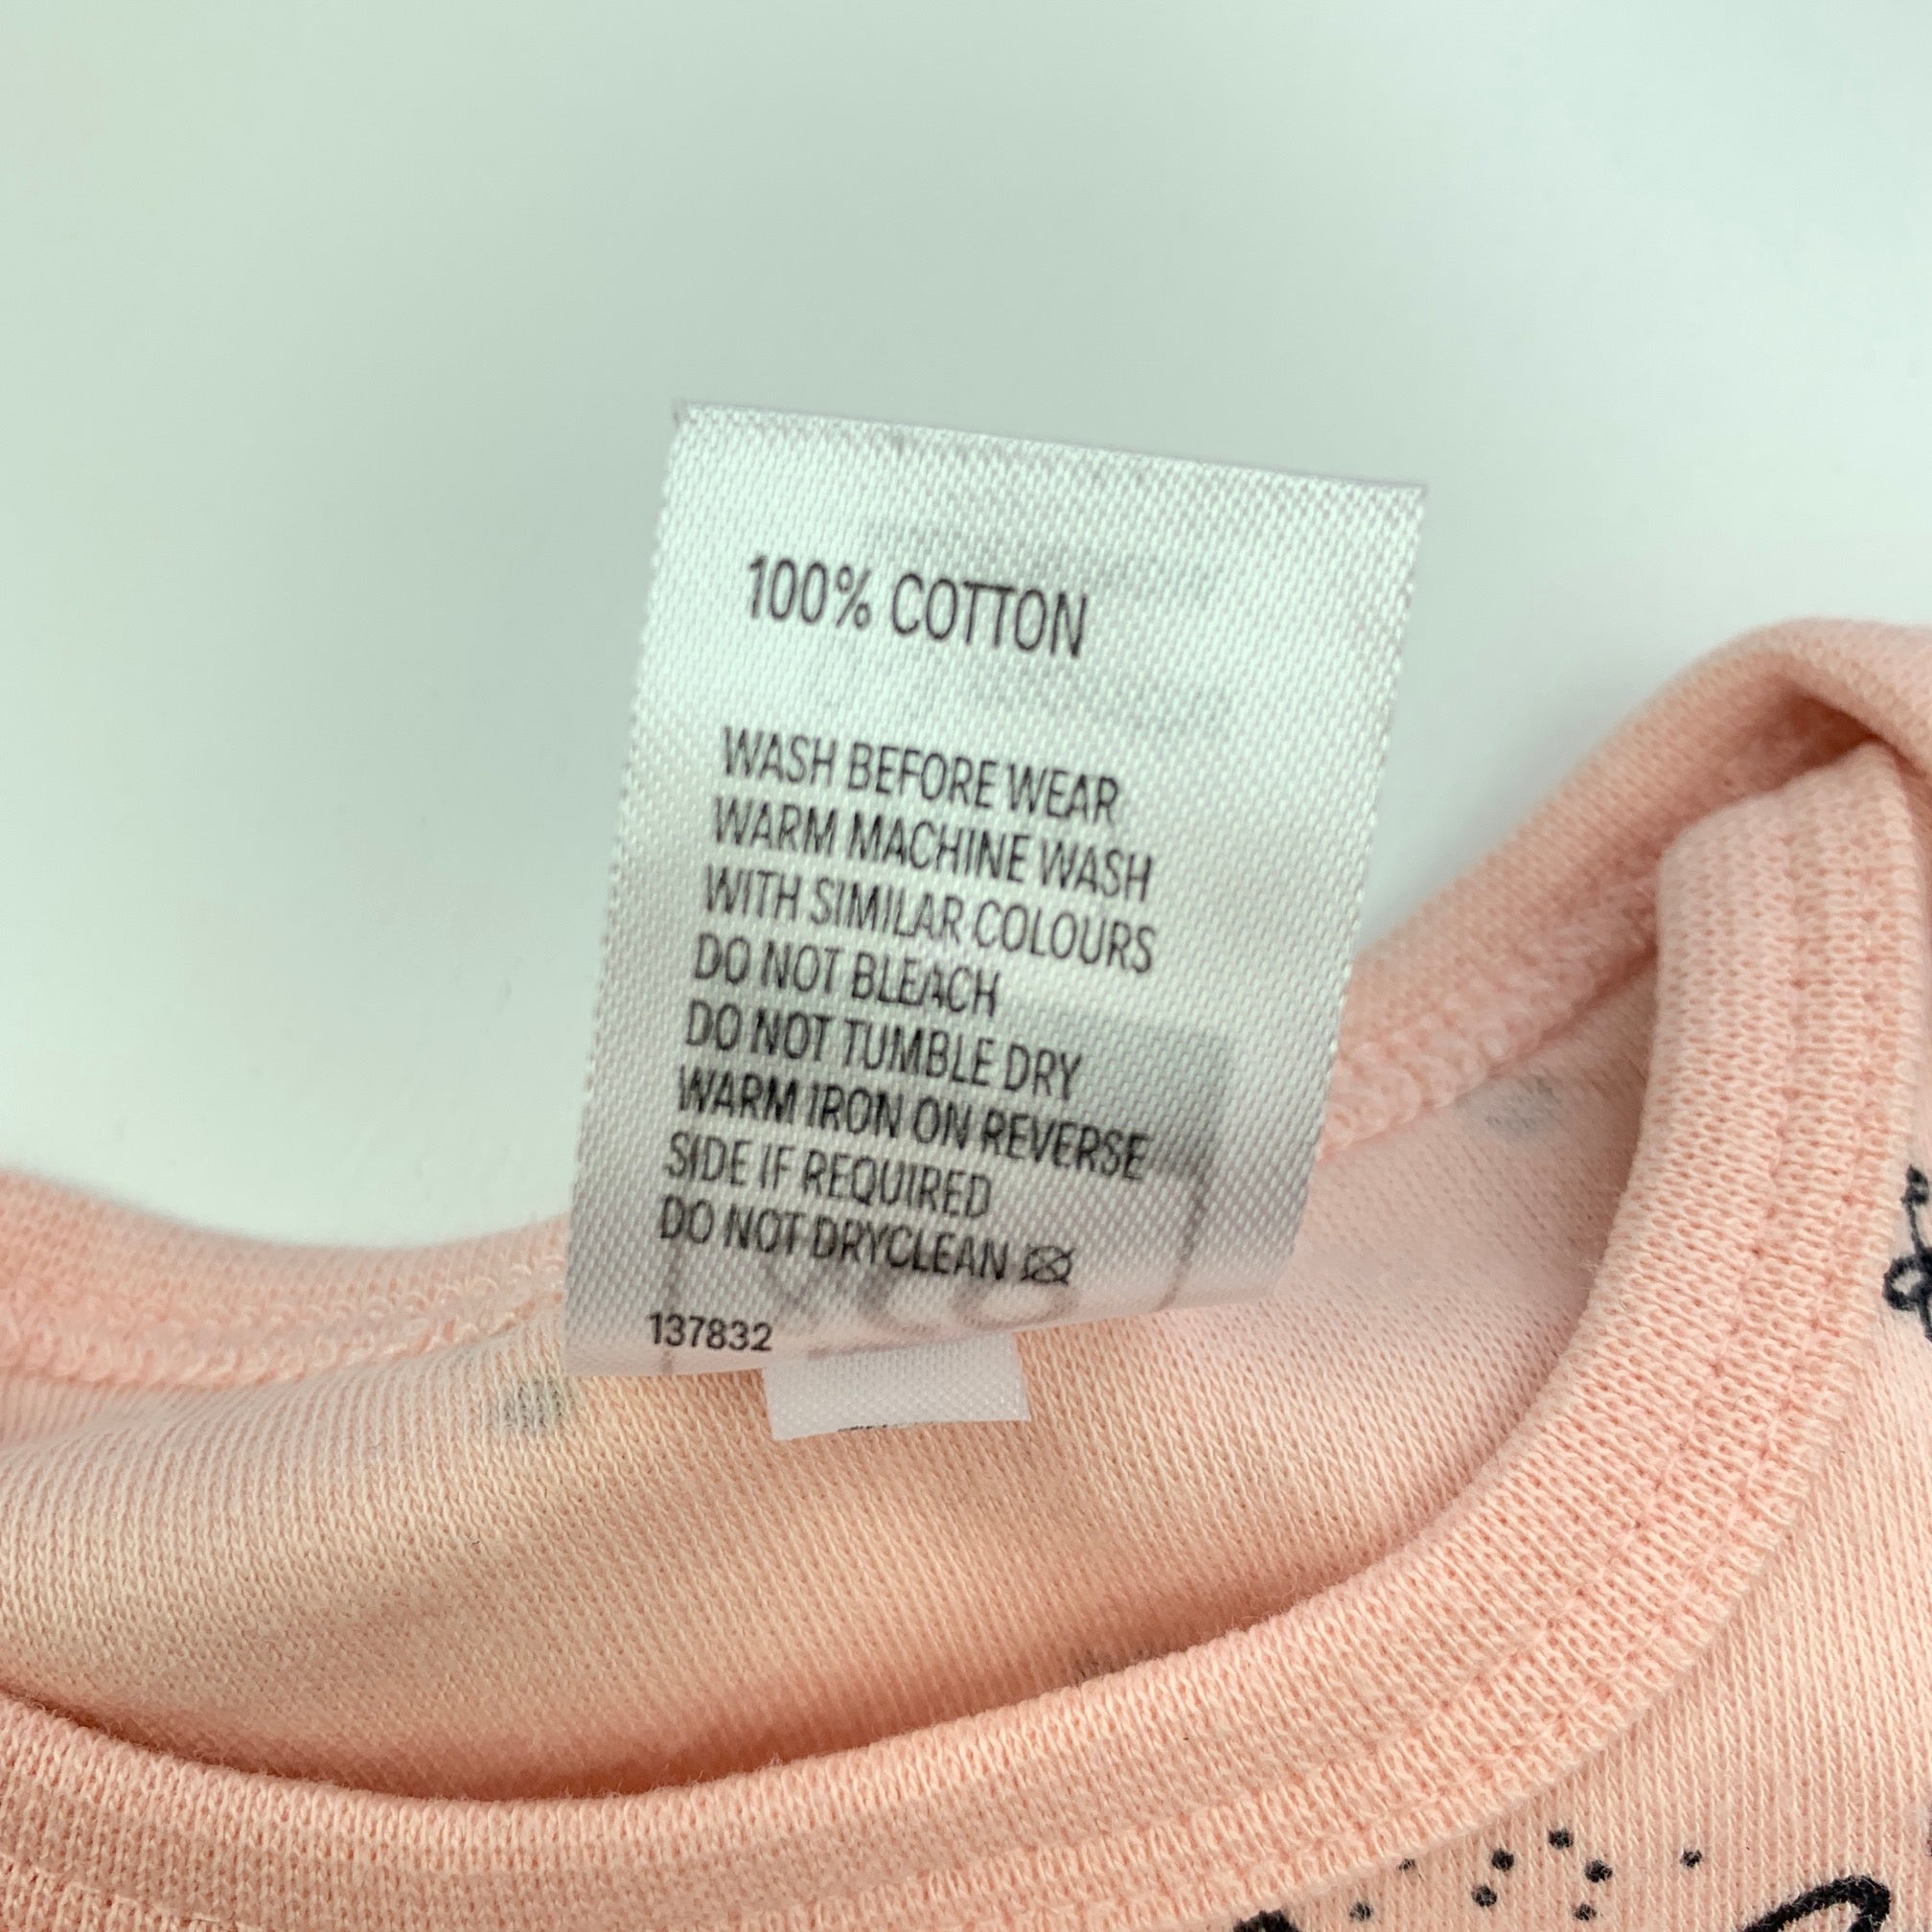 100% COTTON
WASH BEFORE WEAR
WARM MACHINE WASH
WITH SIMILAR COLOURS
DO NOT BLEACH
DO NOT TUMBLE DRY
WARM IRON ON REVERSE
SIDE IF REQUIRED
DO NOT DRYCLEAN
137832